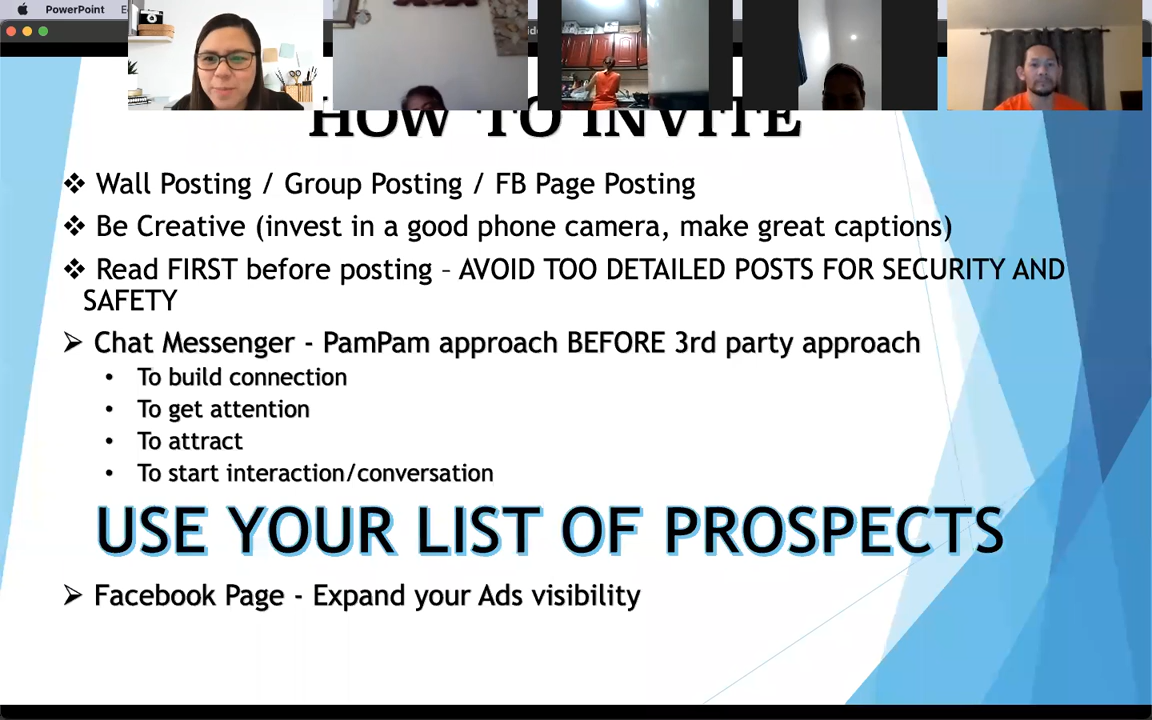 PowerPoint
HOW TO INVITE
❖ Wall Posting / Group Posting / FB Page Posting
❖ Be Creative (invest in a good phone camera, make great captions)
❖ Read FIRST before posting – AVOID TOO DETAILED POSTS FOR SECURITY AND
SAFETY
➢ Chat Messenger - PamPam approach BEFORE 3rd party approach
• To build connection
• To get attention
• To attract
• To start interaction/conversation
USE YOUR LIST OF PROSPECTS
➢ Facebook Page - Expand your Ads visibility